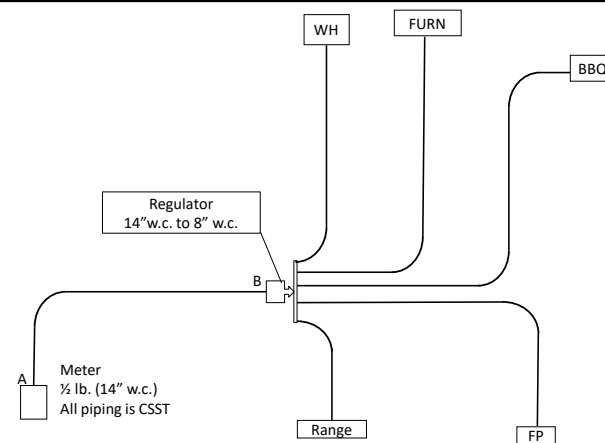 WH
FURN
BBQ
Regulator
14”w.c. to 8” w.c.
B
A
Meter
½ lb. (14” w.c.)
All piping is CSST
Range
FP